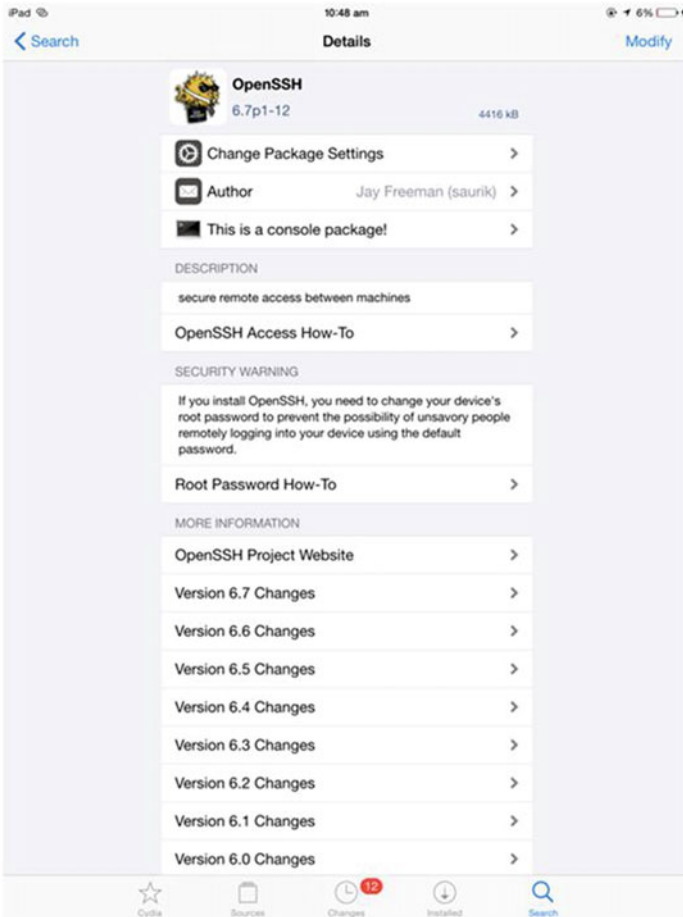 iPad 10:48 am 6%
Search Details Modify
OpenSSH
6.7p1-12 4416 kB
Change Package Settings
Author Jay Freeman (saurik)
This is a console package!
DESCRIPTION
secure remote access between machines
OpenSSH Access How-To
SECURITY WARNING
If you install OpenSSH, you need to change your device's
root password to prevent the possibility of unsavory people
remotely logging into your device using the default
password.
Root Password How-To
MORE INFORMATION
OpenSSH Project Website
Version 6.7 Changes
Version 6.6 Changes
Version 6.5 Changes
Version 6.4 Changes
Version 6.3 Changes
Version 6.2 Changes
Version 6.1 Changes
Version 6.0 Changes
12
Cydia Sources Changes Installed Search